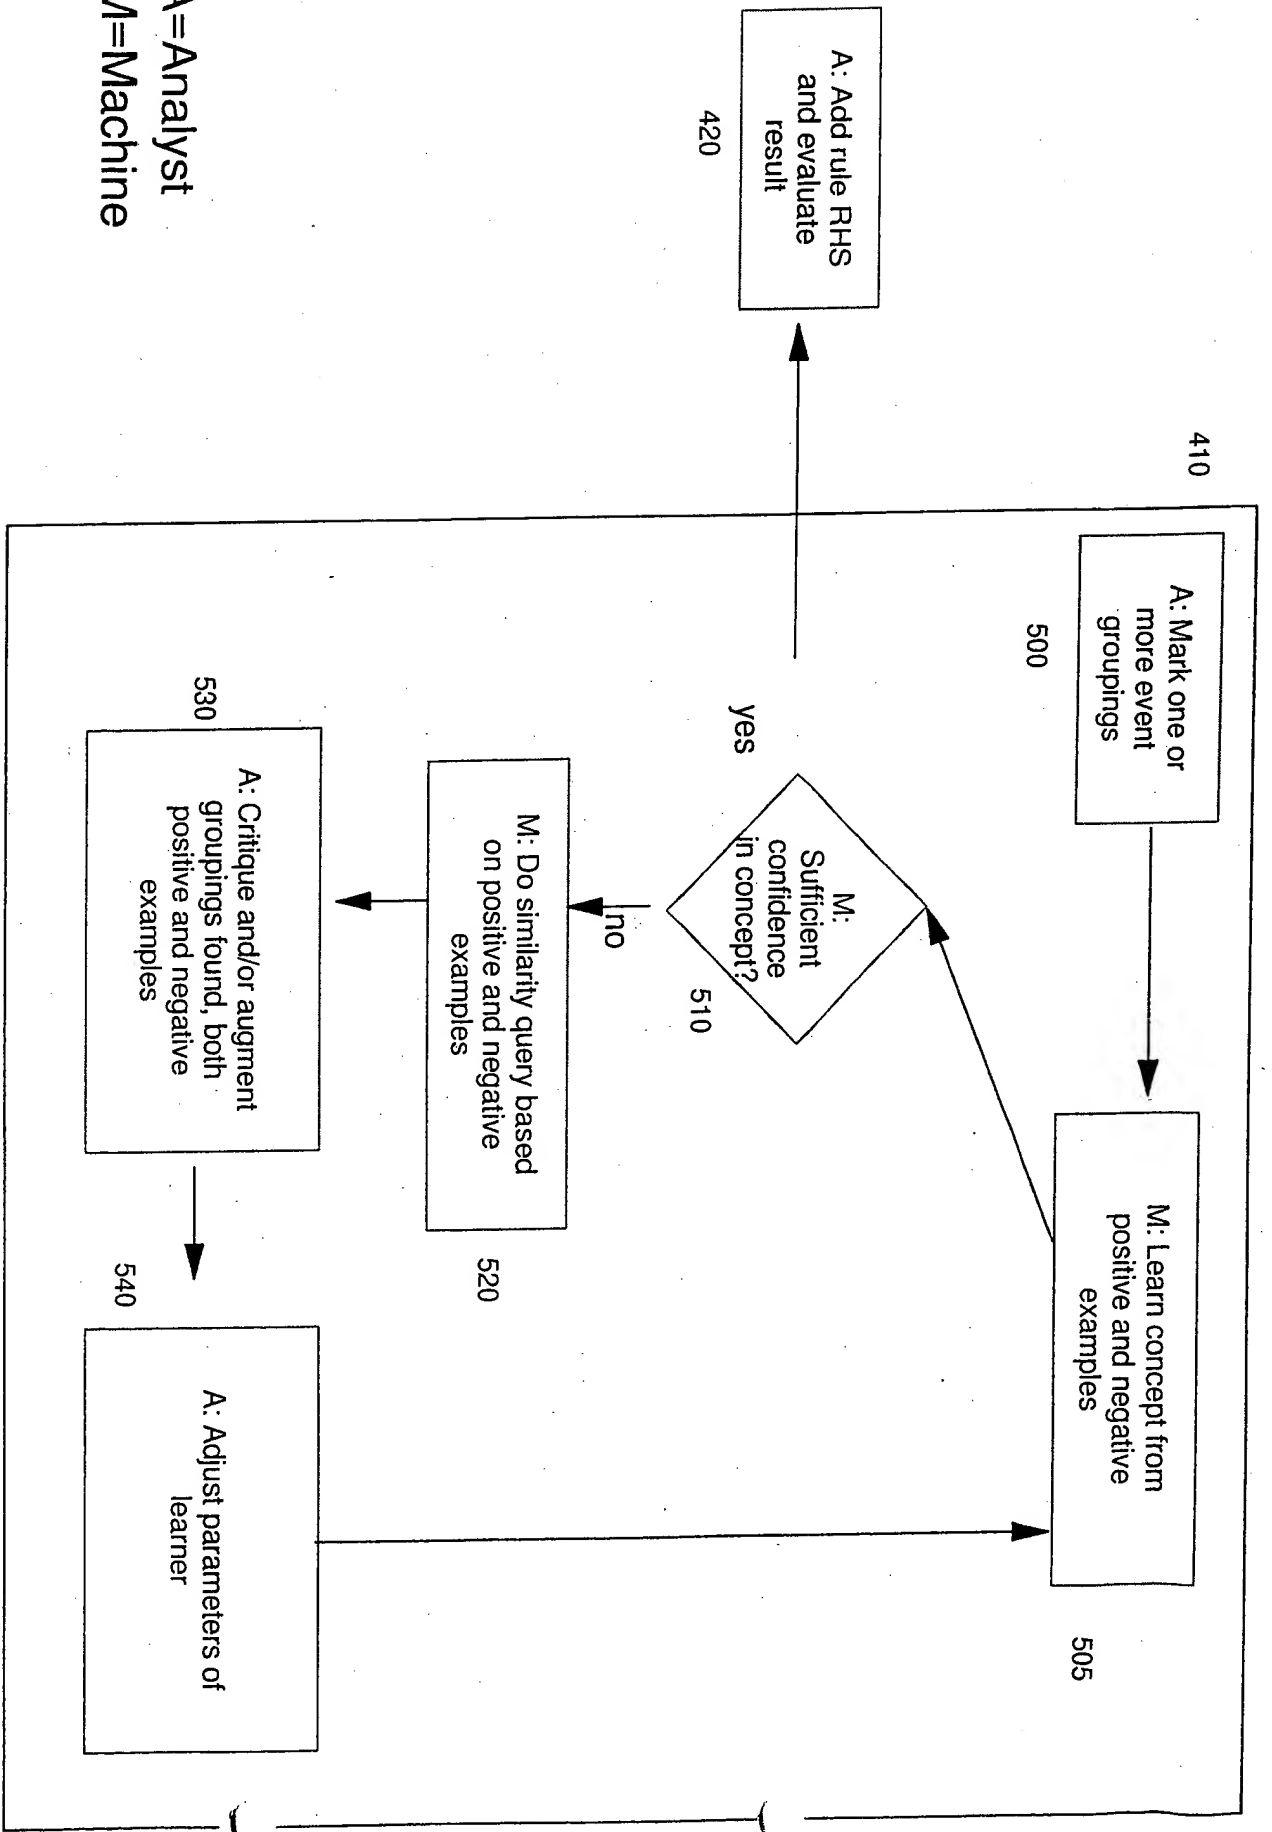 410
A: Mark one or
more event
groupings
500
M: Learn concept from
positive and negative
examples
505
A: Add rule RHS
and evaluate
result
420
yes
M:
Sufficient
confidence
in concept?
510
no
M: Do similarity query based
on positive and negative
examples
520
530
A: Critique and/or augment
groupings found, both
positive and negative
examples
540
A: Adjust parameters of
learner
A=Analyst
M=Machine